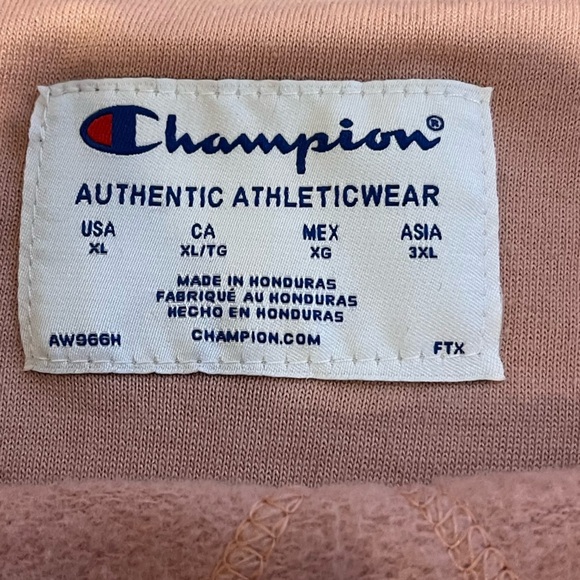 Champion®
AUTHENTIC ATHLETICWEAR
USA CA MEX ASIA
XL XL/TG XG 3XL
MADE IN HONDURAS
FABRIQUÉ AU HONDURAS
HECHO EN HONDURAS
AW966H CHAMPION.COM FTX